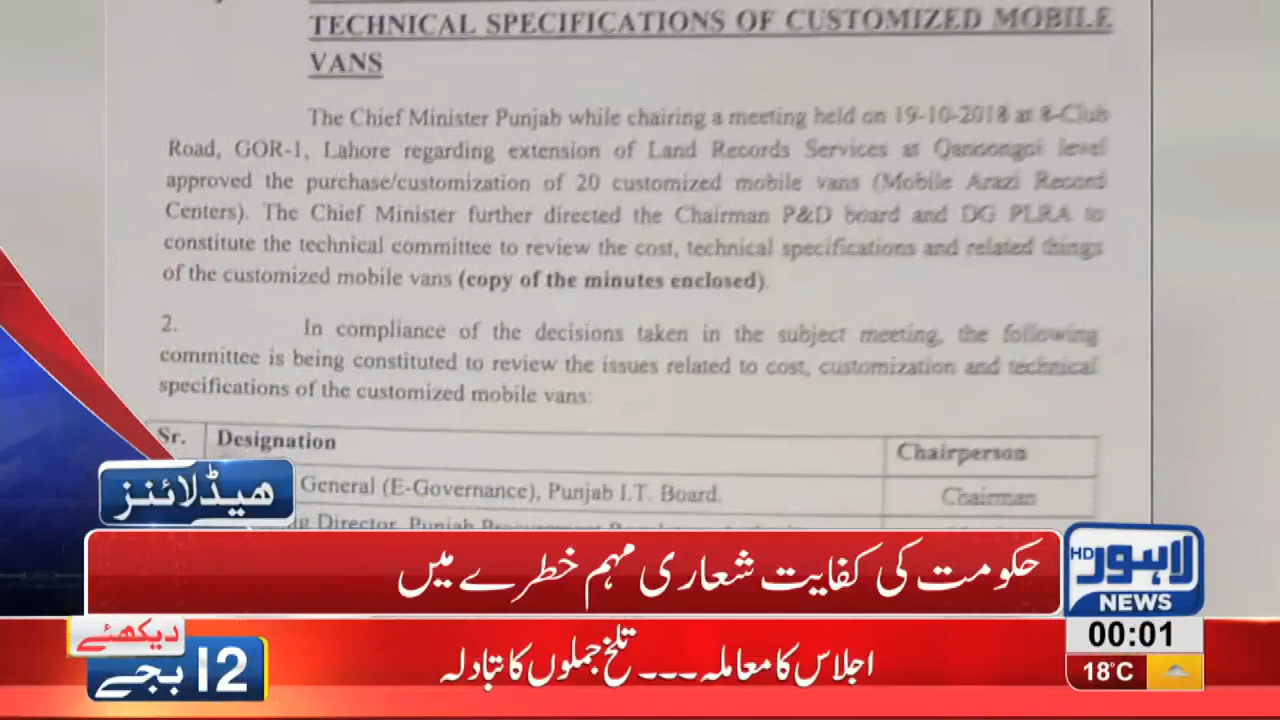 TECHNICAL SPECIFICATIONS OF CUSTOMIZED MOBILE
VANS
The Chief Minister Punjab while chairing a meeting held on 19-10-2018 at 8-Club
Road, GOR-1, Lahore regarding extension of Land Records Services at Qanoongoi level
approved the purchase/customization of 20 customized mobile vans (Mobile Arazi Record
Centers). The Chief Minister further directed the Chairman P&D board and DG PLRA to
constitute the technical committee to review the cost, technical specifications and related things
of the customized mobile vans (copy of the minutes enclosed).
2. In compliance of the decisions taken in the subject meeting, the following
committee is being constituted to review the issues related to cost, customization and technical
specifications of the customized mobile vans:
Sr. Designation Chairperson
General (E-Governance), Punjab I.T. Board. Chairman
Director, Punjab
ہیڈلائنز
حکومت کی کفایت شعاری مہم خطرے میں
HD لاہور
NEWS
دیکھئے
12 بجے
اجلاس کا معاملہ ۔۔۔ تلخ جملوں کا تبادلہ
00:01
18°C